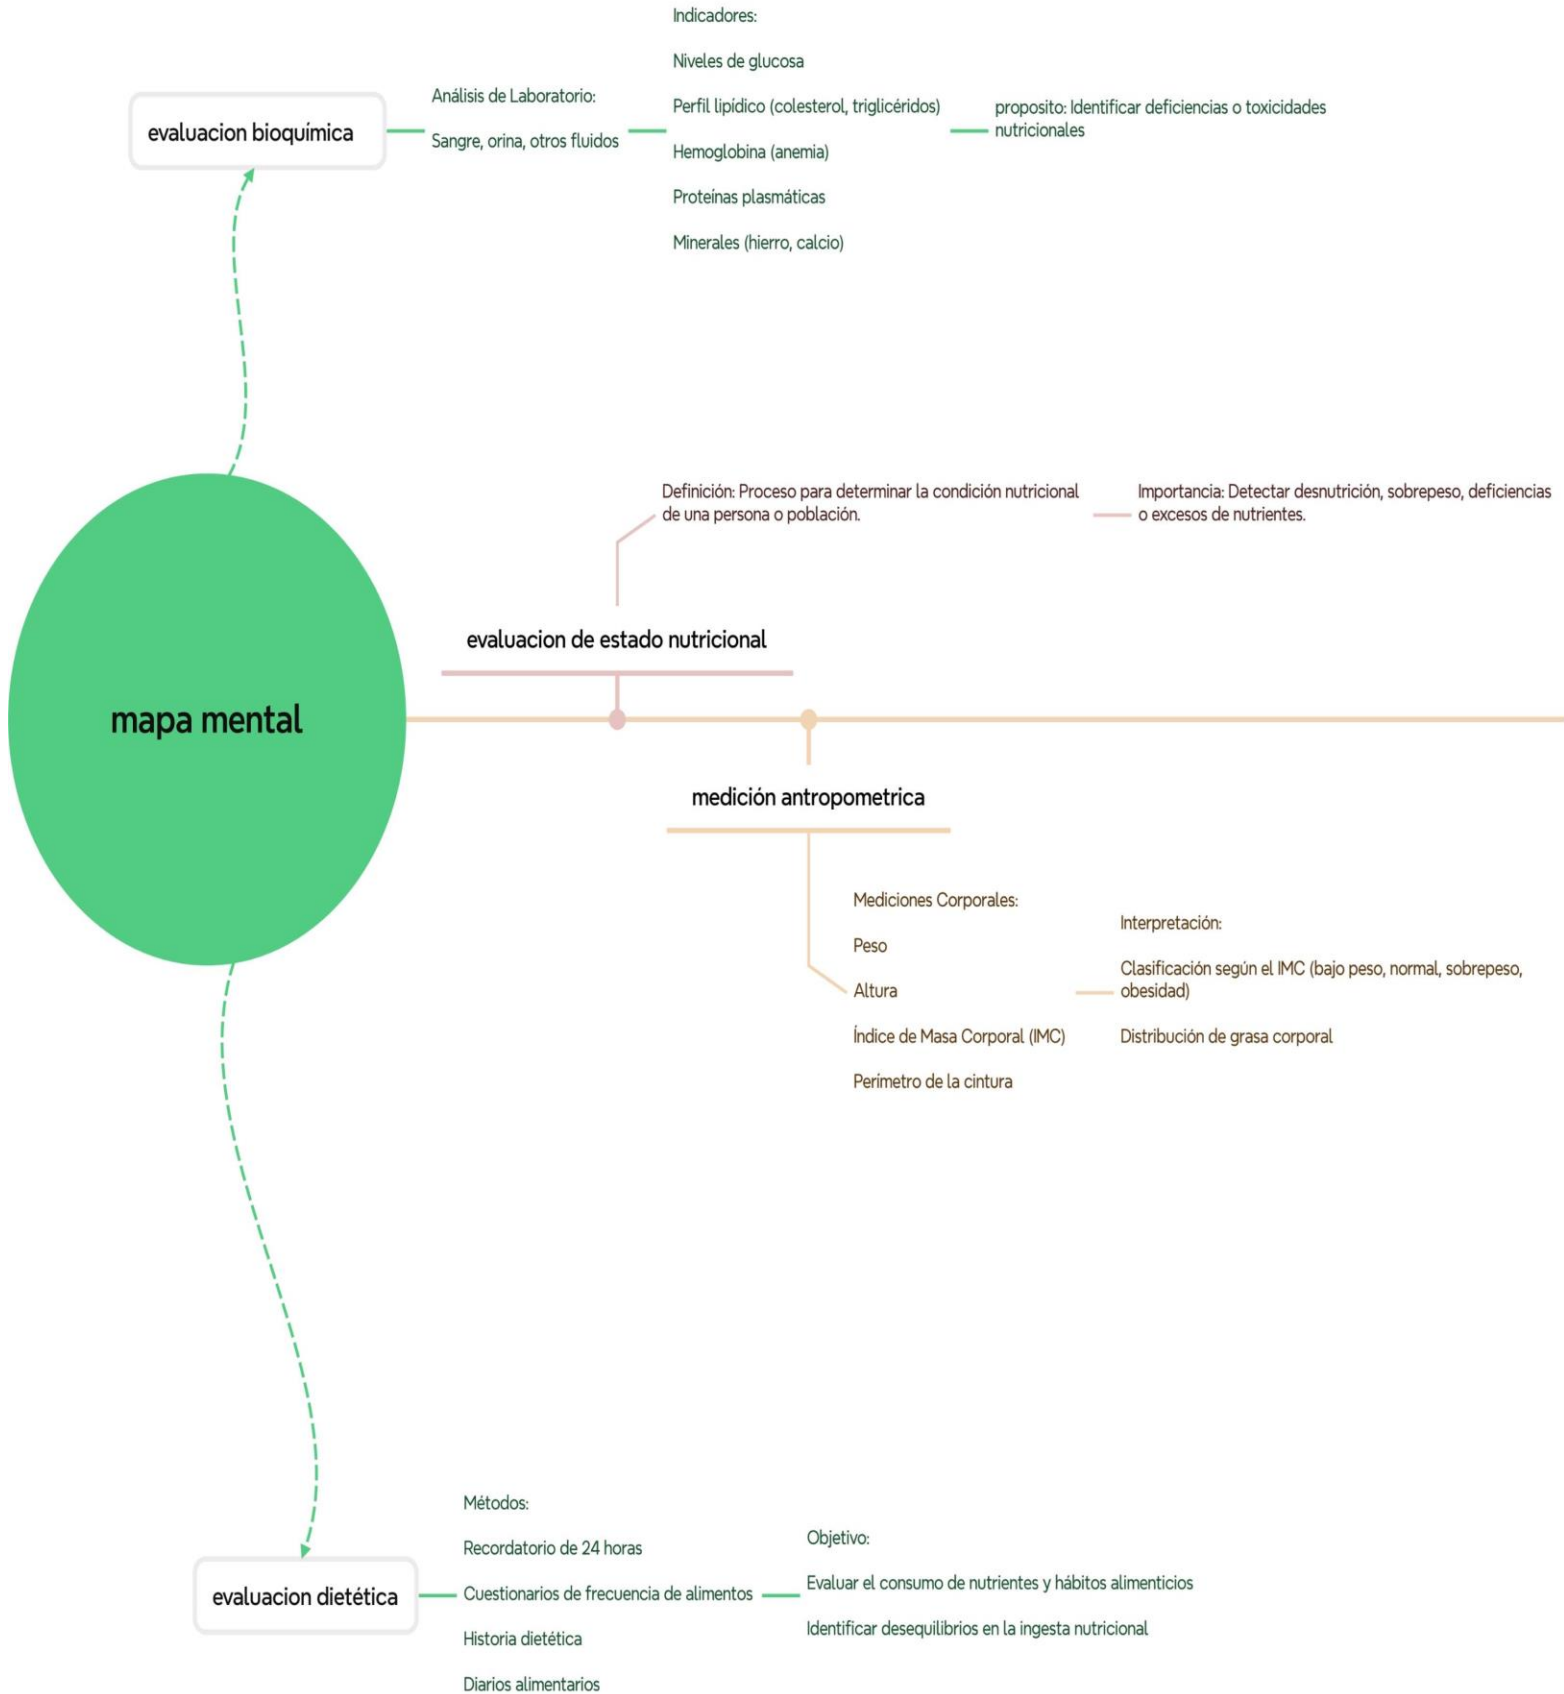 Indicadores:
Niveles de glucosa
Análisis de Laboratorio:
Perfil lipídico (colesterol, triglicéridos)
proposito: Identificar deficiencias o toxicidades
nutricionales
evaluacion bioquímica
Sangre, orina, otros fluidos
Hemoglobina (anemia)
Proteínas plasmáticas
Minerales (hierro, calcio)
Definición: Proceso para determinar la condición nutricional
de una persona o población.
Importancia: Detectar desnutrición, sobrepeso, deficiencias
o excesos de nutrientes.
evaluacion de estado nutricional
mapa mental
medición antropometrica
Mediciones Corporales:
Peso
Altura
Índice de Masa Corporal (IMC)
Perímetro de la cintura
Interpretación:
Clasificación según el IMC (bajo peso, normal, sobrepeso,
obesidad)
Distribución de grasa corporal
evaluacion dietética
Métodos:
Recordatorio de 24 horas
Cuestionarios de frecuencia de alimentos
Historia dietética
Diarios alimentarios
Objetivo:
Evaluar el consumo de nutrientes y hábitos alimenticios
Identificar desequilibrios en la ingesta nutricional